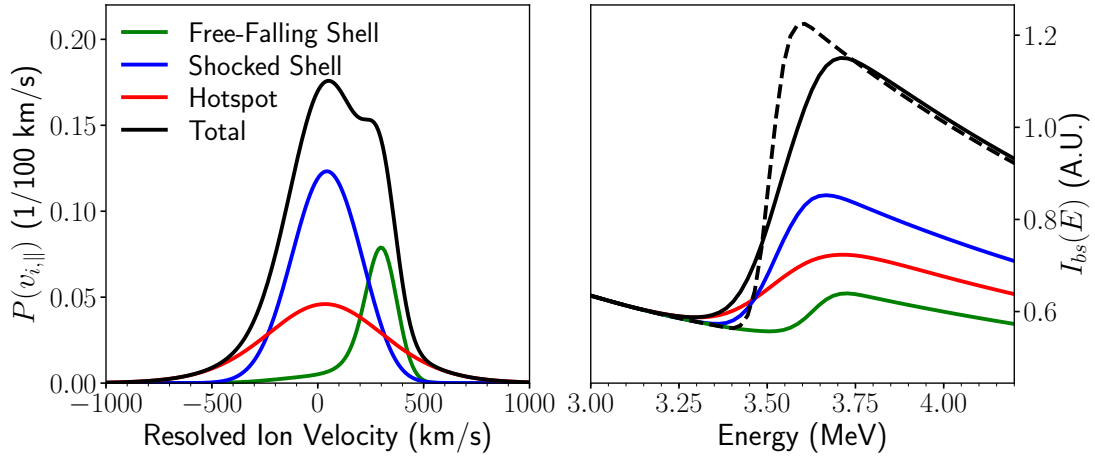 0.20
0.15
0.10
0.05
0.00
P(v_{i,∥}) (1/100 km/s)
Free-Falling Shell
Shocked Shell
Hotspot
Total
−1000 −500 0 500 1000
Resolved Ion Velocity (km/s)
1.2
1.0
0.8
0.6
I_{bs}(E) (A.U.)
3.00 3.25 3.50 3.75 4.00
Energy (MeV)